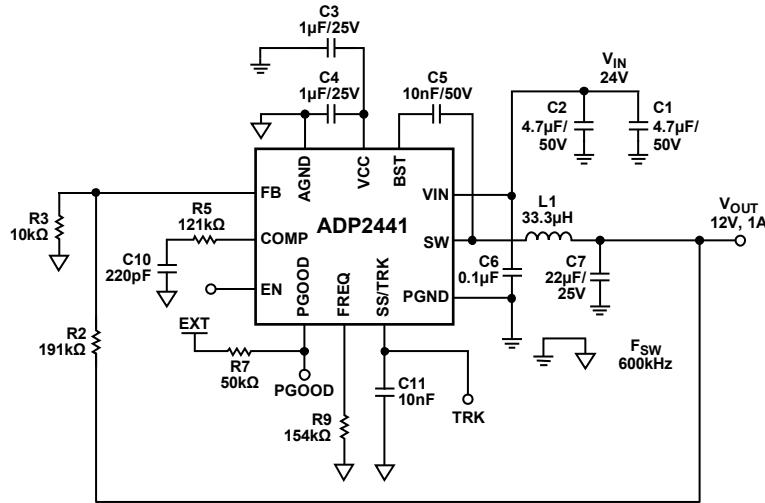 C3
1µF/25V
C4
1µF/25V
C5
10nF/50V
VIN
24V
C2
4.7µF/
50V
C1
4.7µF/
50V
AGND
VCC
BST
FB
VIN
ADP2441
R3
10kΩ
R5
121kΩ
COMP
SW
L1
33.3µH
VOUT
12V, 1A
C10
220pF
C6
0.1µF
C7
22µF/
25V
EN
PGOOD
FREQ
SS/TRK
PGND
R2
191kΩ
EXT
R7
50kΩ
PGOOD
C11
10nF
TRK
FSW
600kHz
R9
154kΩ